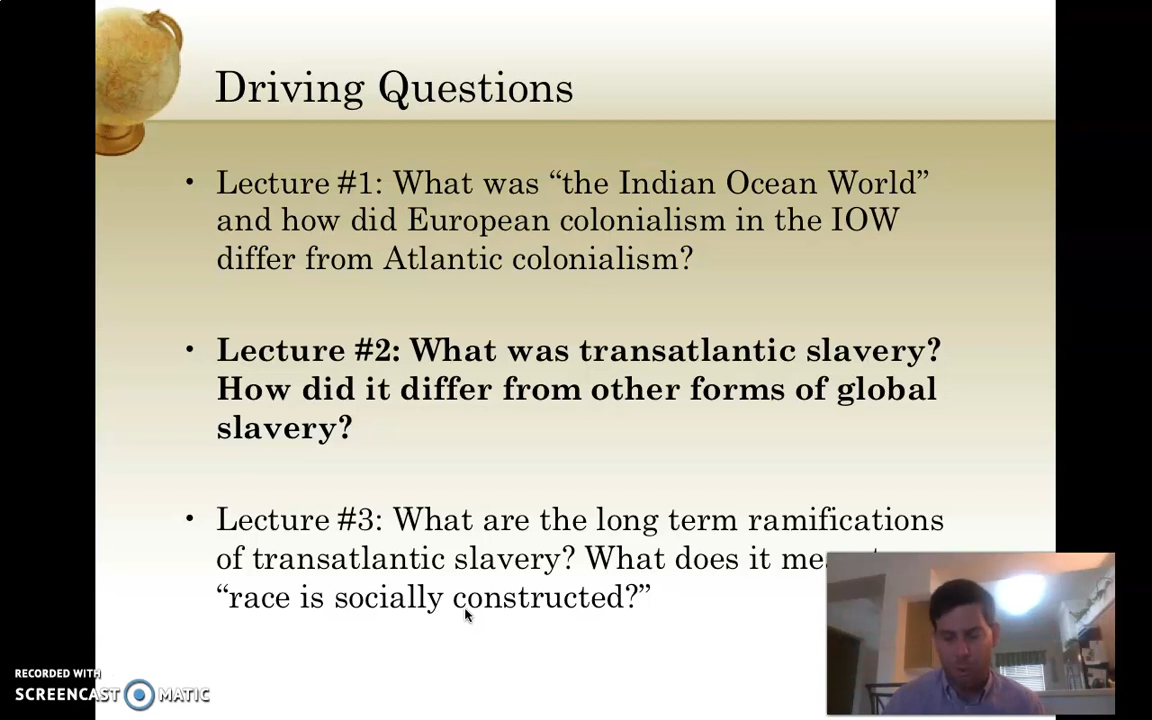 Driving Questions
• Lecture #1: What was “the Indian Ocean World”
and how did European colonialism in the IOW
differ from Atlantic colonialism?
• Lecture #2: What was transatlantic slavery?
How did it differ from other forms of global
slavery?
• Lecture #3: What are the long term ramifications
of transatlantic slavery? What does it
“race is socially constructed?”
RECORDED WITH
SCREENCAST MATIC